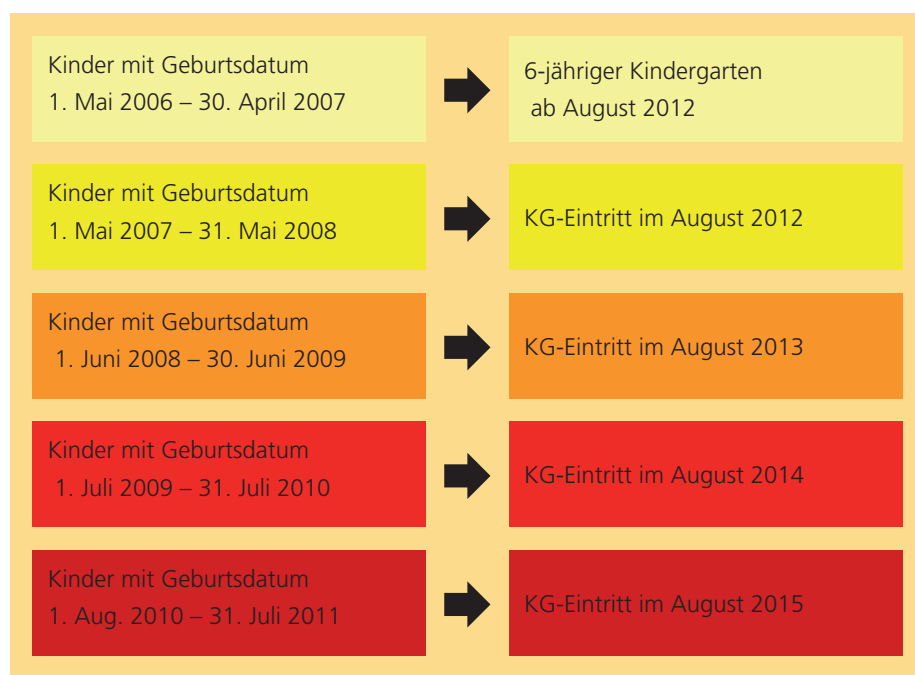 Kinder mit Geburtsdatum
1. Mai 2006 – 30. April 2007
6-jähriger Kindergarten
ab August 2012
Kinder mit Geburtsdatum
1. Mai 2007 – 31. Mai 2008
KG-Eintritt im August 2012
Kinder mit Geburtsdatum
1. Juni 2008 – 30. Juni 2009
KG-Eintritt im August 2013
Kinder mit Geburtsdatum
1. Juli 2009 – 31. Juli 2010
KG-Eintritt im August 2014
Kinder mit Geburtsdatum
1. Aug. 2010 – 31. Juli 2011
KG-Eintritt im August 2015